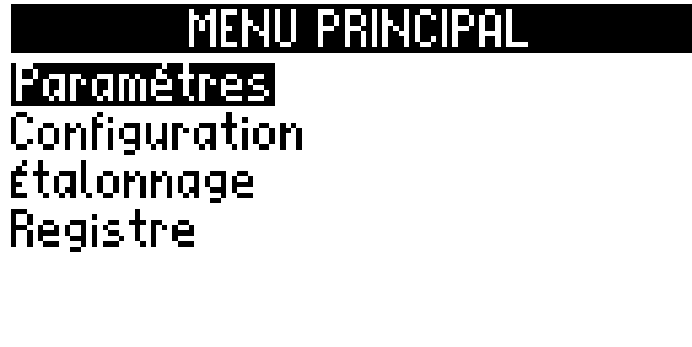 MENU PRINCIPAL
Paramétres
Configuration
Étalonnage
Registre